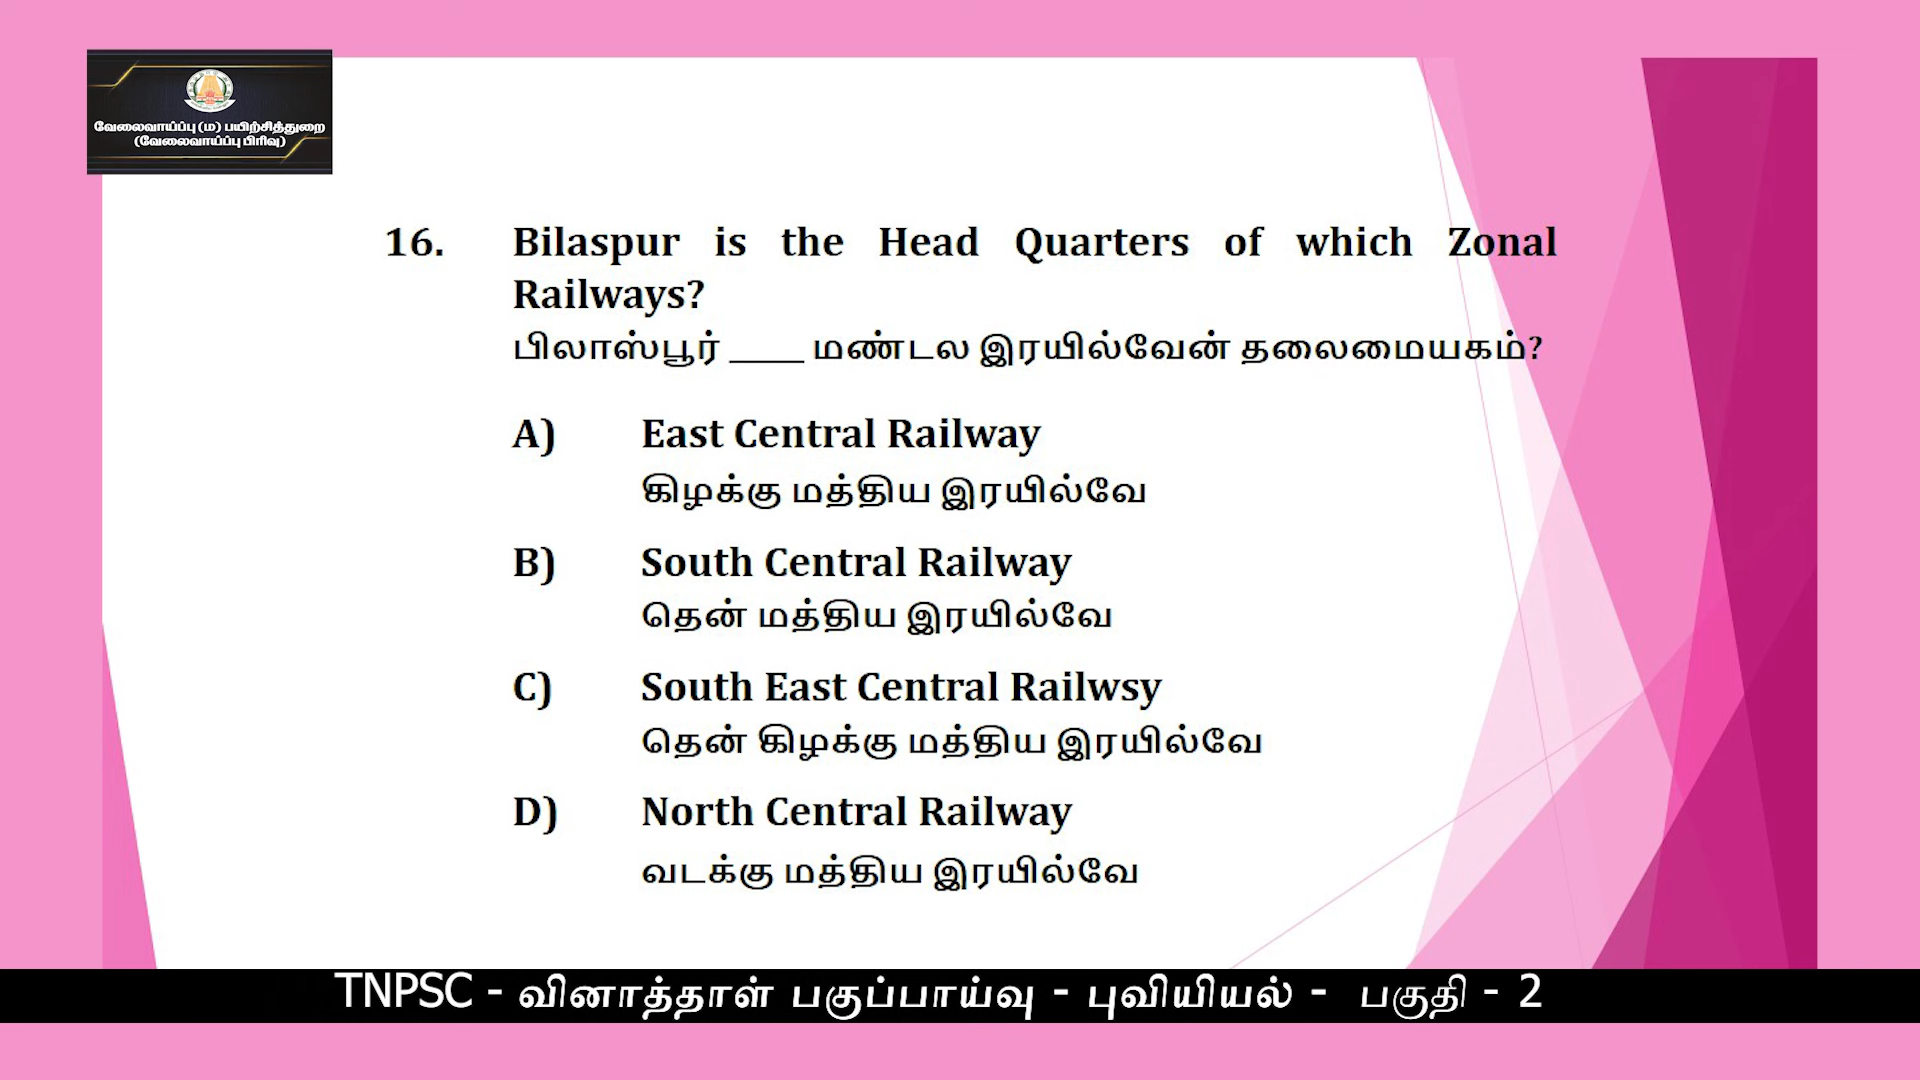 வேலைவாய்ப்பு (ம) பயிற்சித்துறை
(வேலைவாய்ப்பு பிரிவு)
16. Bilaspur is the Head Quarters of which Zonal
Railways?
பிலாஸ்பூர் ____ மண்டல இரயில்வேன் தலைமையகம்?
A) East Central Railway
கிழக்கு மத்திய இரயில்வே
B) South Central Railway
தென் மத்திய இரயில்வே
C) South East Central Railwsy
தென் கிழக்கு மத்திய இரயில்வே
D) North Central Railway
வடக்கு மத்திய இரயில்வே
TNPSC - வினாத்தாள் பகுப்பாய்வு - புவியியல் - பகுதி - 2